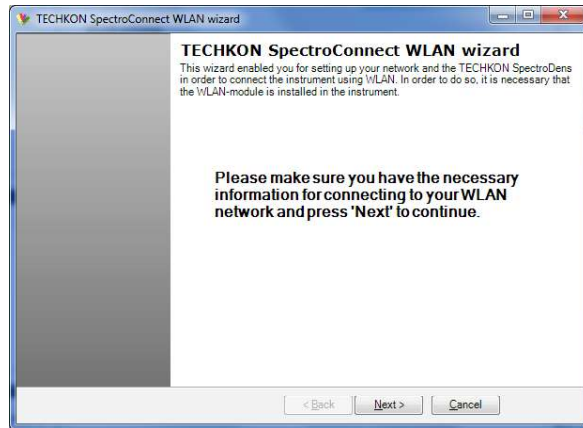 TECHKON SpectroConnect WLAN wizard
TECHKON SpectroConnect WLAN wizard
This wizard enabled you for setting up your network and the TECHKON SpectroDens
in order to connect the instrument using WLAN. In order to do so, it is necessary that
the WLAN-module is installed in the instrument.
Please make sure you have the necessary
information for connecting to your WLAN
network and press 'Next' to continue.
< Back Next > Cancel